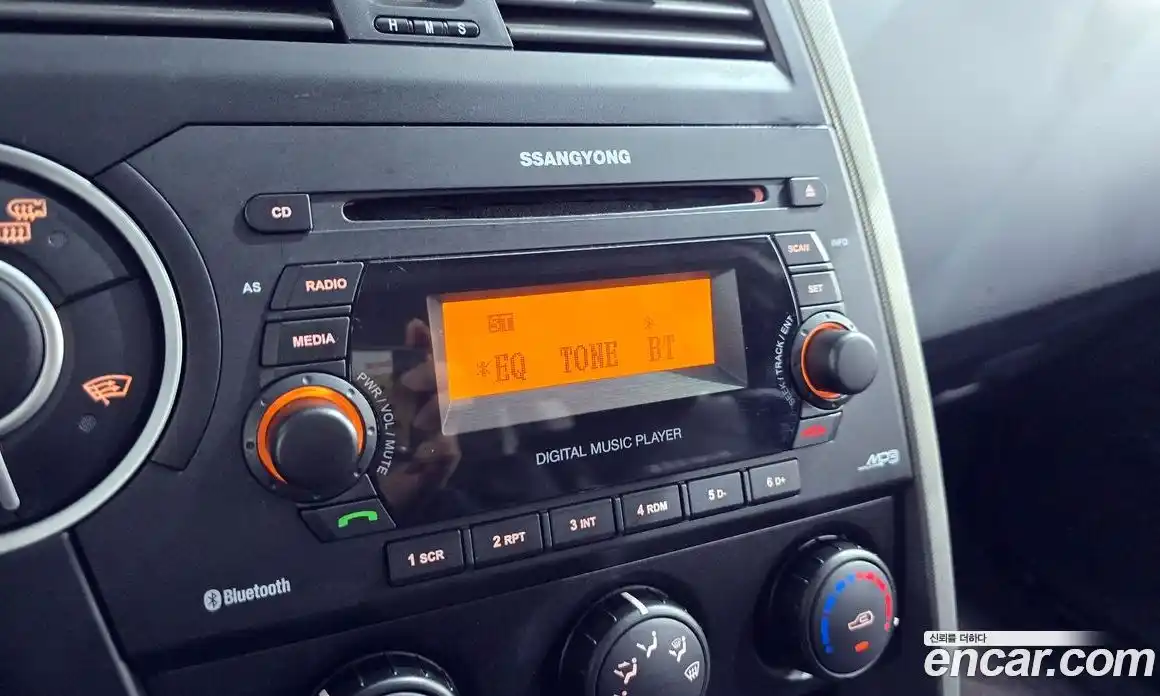 H M S
SSANGYONG
CD
SCAN INFO
AS RADIO
SET
MEDIA
*
*EQ TONE BT
PWR / VOL / MUTE
SEEK / TRACK / ENT
DIGITAL MUSIC PLAYER
MP3
1 SCR 2 RPT 3 INT 4 RDM 5 D- 6 D+
Bluetooth
신뢰를 더하다
encar.com